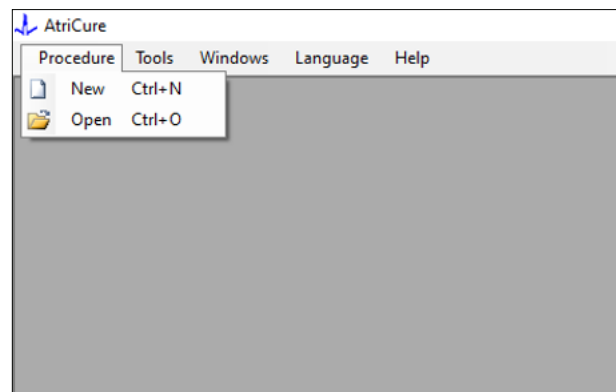 AtriCure
Procedure Tools Windows Language Help
New Ctrl+N
Open Ctrl+O